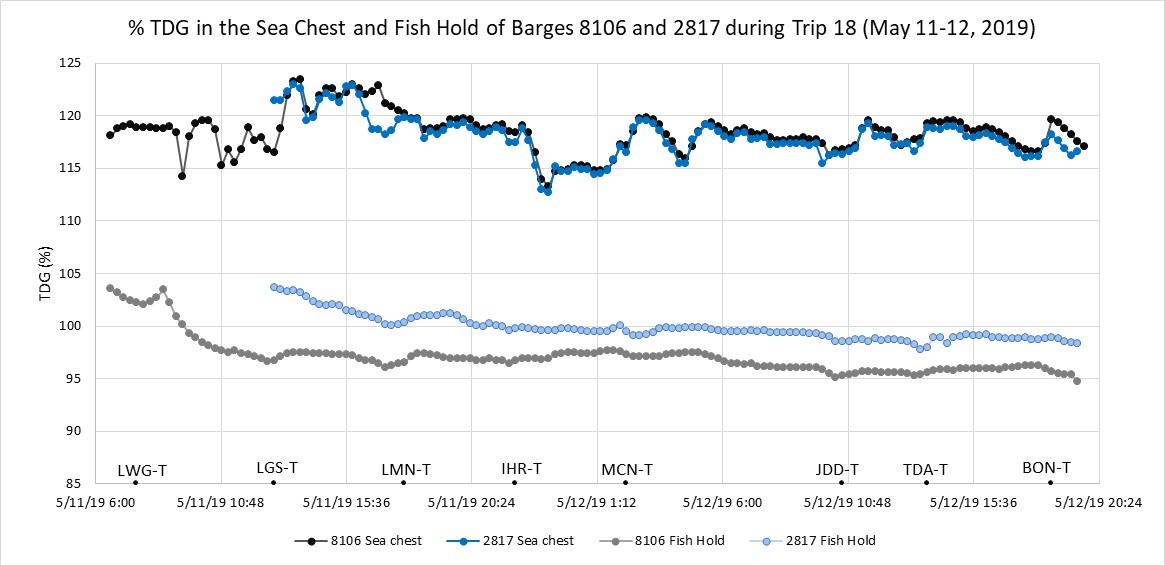 % TDG in the Sea Chest and Fish Hold of Barges 8106 and 2817 during Trip 18 (May 11-12, 2019)
125
120
115
110
105
100
95
90
85
TDG (%)
LWG-T LGS-T LMN-T IHR-T MCN-T JDD-T TDA-T BON-T
5/11/19 6:00 5/11/19 10:48 5/11/19 15:36 5/11/19 20:24 5/12/19 1:12 5/12/19 6:00 5/12/19 10:48 5/12/19 15:36 5/12/19 20:24
8106 Sea chest 2817 Sea chest 8106 Fish Hold 2817 Fish Hold